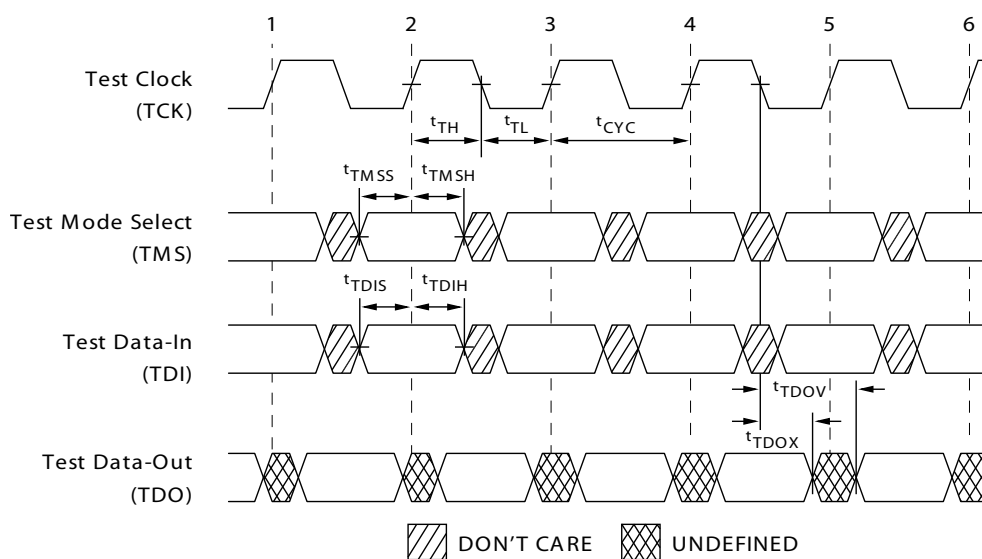 1 2 3 4 5 6
Test Clock
(TCK)
tTH tTL tCYC
tTMSS tTMSH
Test Mode Select
(TMS)
tTDIS tTDIH
Test Data-In
(TDI)
tTDOV
tTDOX
Test Data-Out
(TDO)
DON'T CARE UNDEFINED